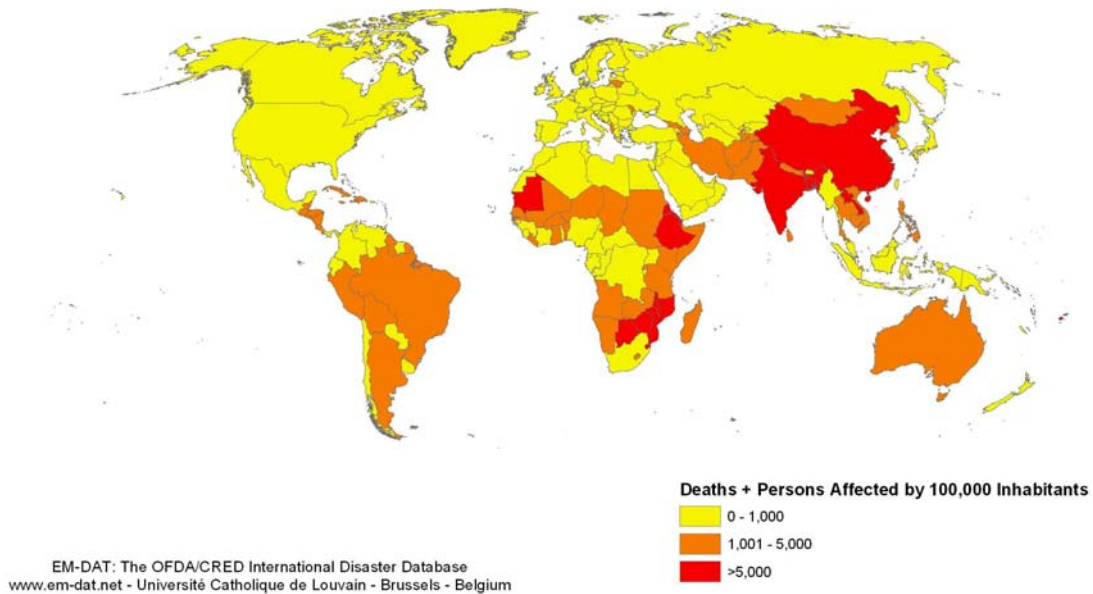 Deaths + Persons Affected by 100,000 Inhabitants
0 - 1,000
1,001 - 5,000
>5,000
EM-DAT: The OFDA/CRED International Disaster Database
www.em-dat.net - Université Catholique de Louvain - Brussels - Belgium